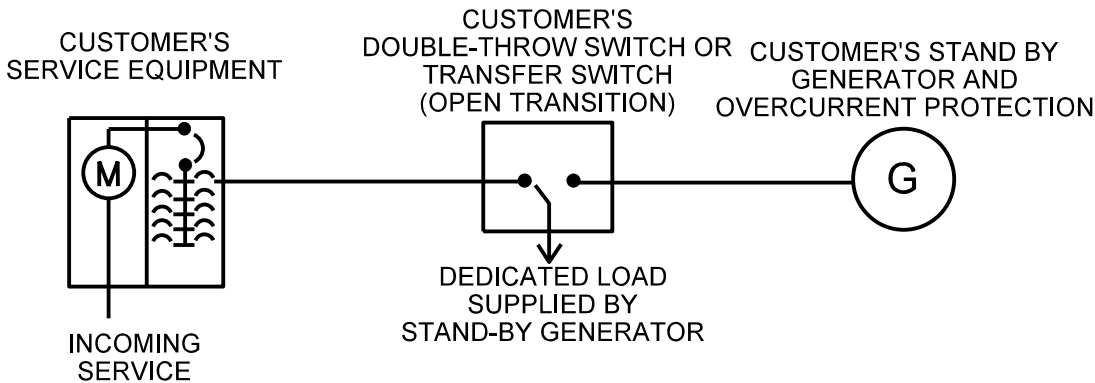 CUSTOMER'S
SERVICE EQUIPMENT
CUSTOMER'S
DOUBLE-THROW SWITCH OR
TRANSFER SWITCH
(OPEN TRANSITION)
CUSTOMER'S STAND BY
GENERATOR AND
OVERCURRENT PROTECTION
M
G
DEDICATED LOAD
SUPPLIED BY
STAND-BY GENERATOR
INCOMING
SERVICE